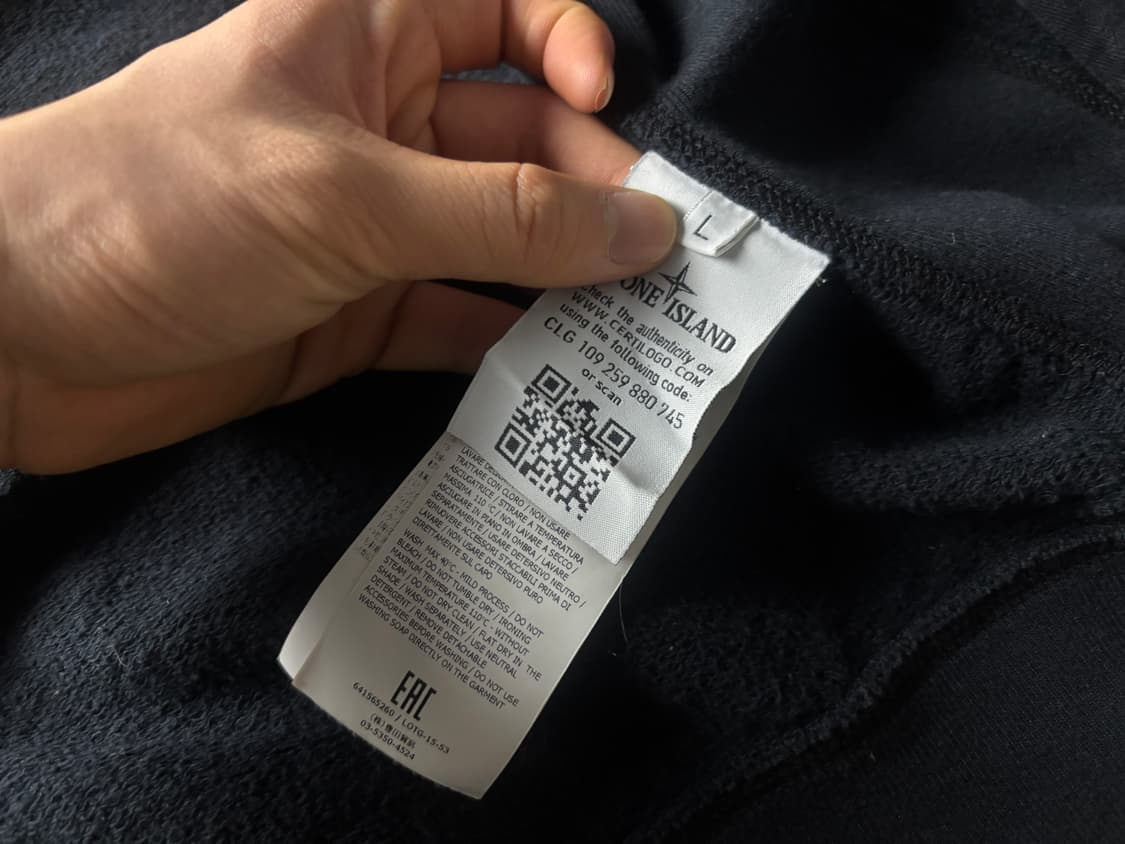 L
ONE ISLAND
check the authenticity on
WWW.CERTILOGO.COM
using the following code:
CLG 109 259 880 745
or scan
LAVARE
TRATTARE CON CLORO / NON USARE
ASCIUGATRICE / STIRARE A TEMPERATURA
MASSIMA 110°C / NON LAVARE A SECCO /
ASCIUGARE IN PIANO IN OMBRA / LAVARE
SEPARATAMENTE / USARE DETERSIVO NEUTRO /
RIMUOVERE ACCESSORI STACCABILI PRIMA DI
LAVARE / NON USARE DETERSIVO PURO
DIRETTAMENTE SUL CAPO
WASH MAX 40°C - MILD PROCESS / DO NOT
BLEACH / DO NOT TUMBLE DRY / IRONING
MAXIMUM TEMPERATURE 110°C - WITHOUT
STEAM / DO NOT DRY CLEAN / FLAT DRY IN THE
SHADE / WASH SEPARATELY / USE NEUTRAL
DETERGENT / REMOVE DETACHABLE
ACCESSORIES BEFORE WASHING / DO NOT USE
WASHING SOAP DIRECTLY ON THE GARMENT
EAC
641565260 / LOTG-15-53
03-5350-4524